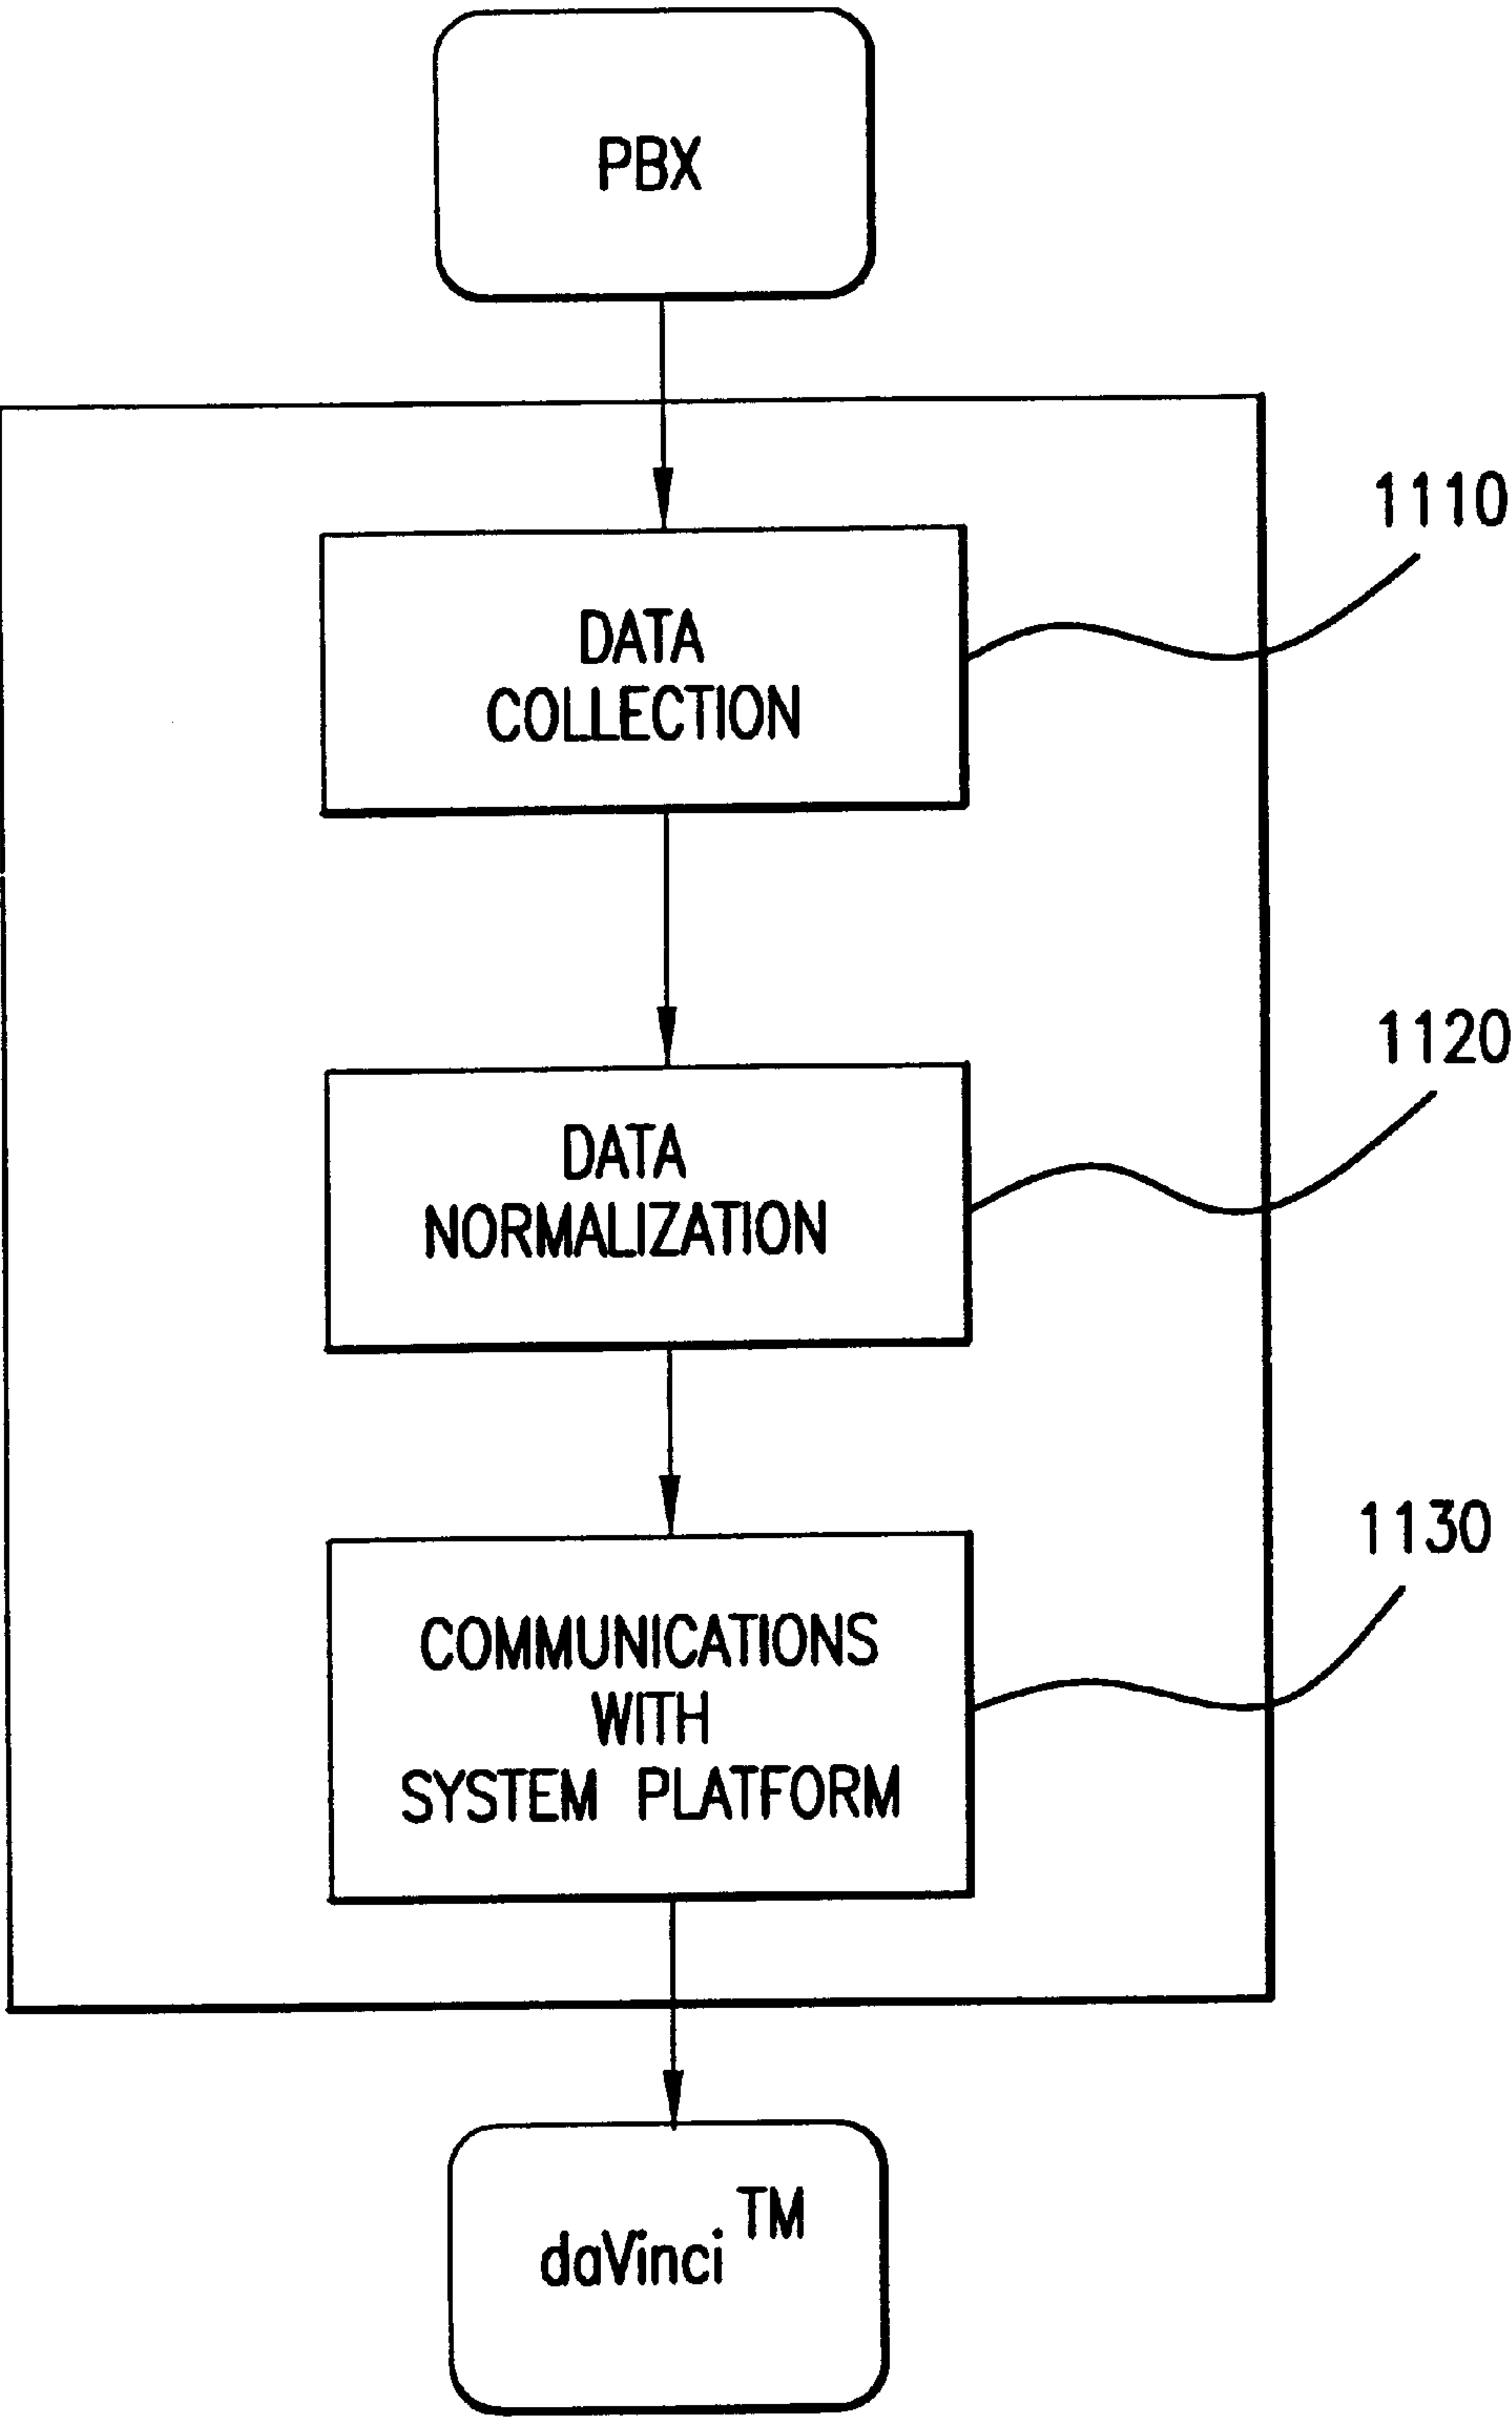 PBX
1110
DATA
COLLECTION
1120
DATA
NORMALIZATION
1130
COMMUNICATIONS
WITH
SYSTEM PLATFORM
daVinci TM